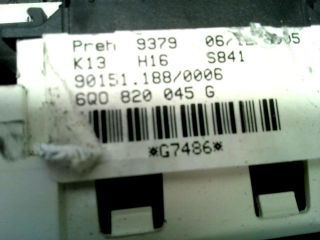 Preh 9379
K13 H16 S841
90151.188/0006
6Q0 820 045 G
*G7486*